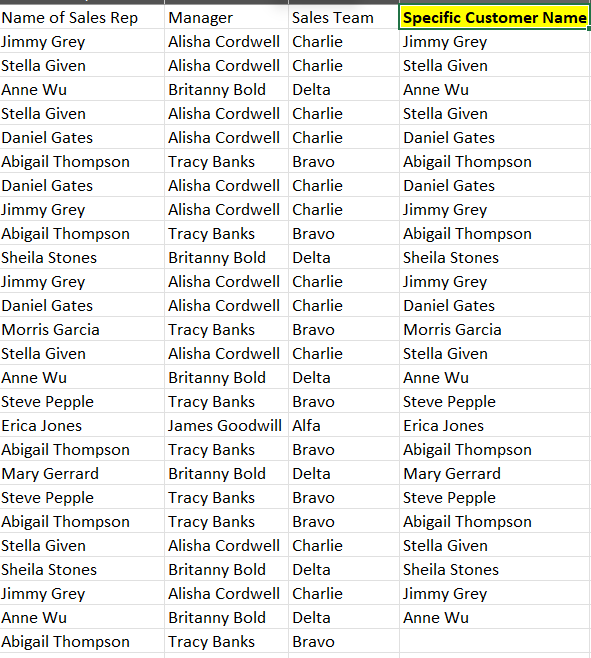 Name of Sales Rep Manager Sales Team Specific Customer Name
Jimmy Grey Alisha Cordwell Charlie Jimmy Grey
Stella Given Alisha Cordwell Charlie Stella Given
Anne Wu Britanny Bold Delta Anne Wu
Stella Given Alisha Cordwell Charlie Stella Given
Daniel Gates Alisha Cordwell Charlie Daniel Gates
Abigail Thompson Tracy Banks Bravo Abigail Thompson
Daniel Gates Alisha Cordwell Charlie Daniel Gates
Jimmy Grey Alisha Cordwell Charlie Jimmy Grey
Abigail Thompson Tracy Banks Bravo Abigail Thompson
Sheila Stones Britanny Bold Delta Sheila Stones
Jimmy Grey Alisha Cordwell Charlie Jimmy Grey
Daniel Gates Alisha Cordwell Charlie Daniel Gates
Morris Garcia Tracy Banks Bravo Morris Garcia
Stella Given Alisha Cordwell Charlie Stella Given
Anne Wu Britanny Bold Delta Anne Wu
Steve Pepple Tracy Banks Bravo Steve Pepple
Erica Jones James Goodwill Alfa Erica Jones
Abigail Thompson Tracy Banks Bravo Abigail Thompson
Mary Gerrard Britanny Bold Delta Mary Gerrard
Steve Pepple Tracy Banks Bravo Steve Pepple
Abigail Thompson Tracy Banks Bravo Abigail Thompson
Stella Given Alisha Cordwell Charlie Stella Given
Sheila Stones Britanny Bold Delta Sheila Stones
Jimmy Grey Alisha Cordwell Charlie Jimmy Grey
Anne Wu Britanny Bold Delta Anne Wu
Abigail Thompson Tracy Banks Bravo